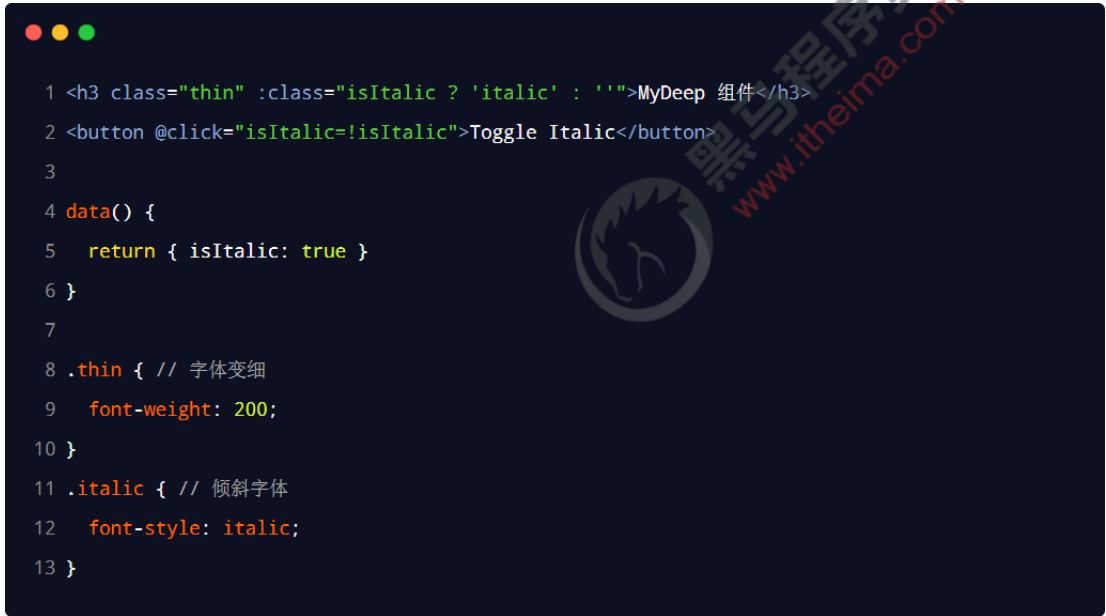 1 <h3 class="thin" :class="isItalic ? 'italic' : ''">MyDeep 组件</h3>
2 <button @click="isItalic=!isItalic">Toggle Italic</button>
3
4 data() {
5   return { isItalic: true }
6 }
7
8 .thin { // 字体变细
9   font-weight: 200;
10 }
11 .italic { // 倾斜字体
12   font-style: italic;
13 }
黑马程序
www.itheima.com